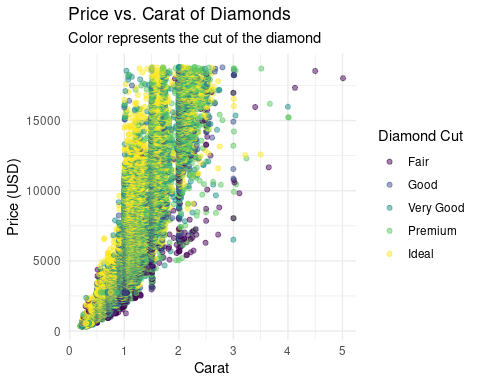 Price vs. Carat of Diamonds
Color represents the cut of the diamond
Price (USD)
15000
10000
5000
0
0 1 2 3 4 5
Carat
Diamond Cut
Fair
Good
Very Good
Premium
Ideal